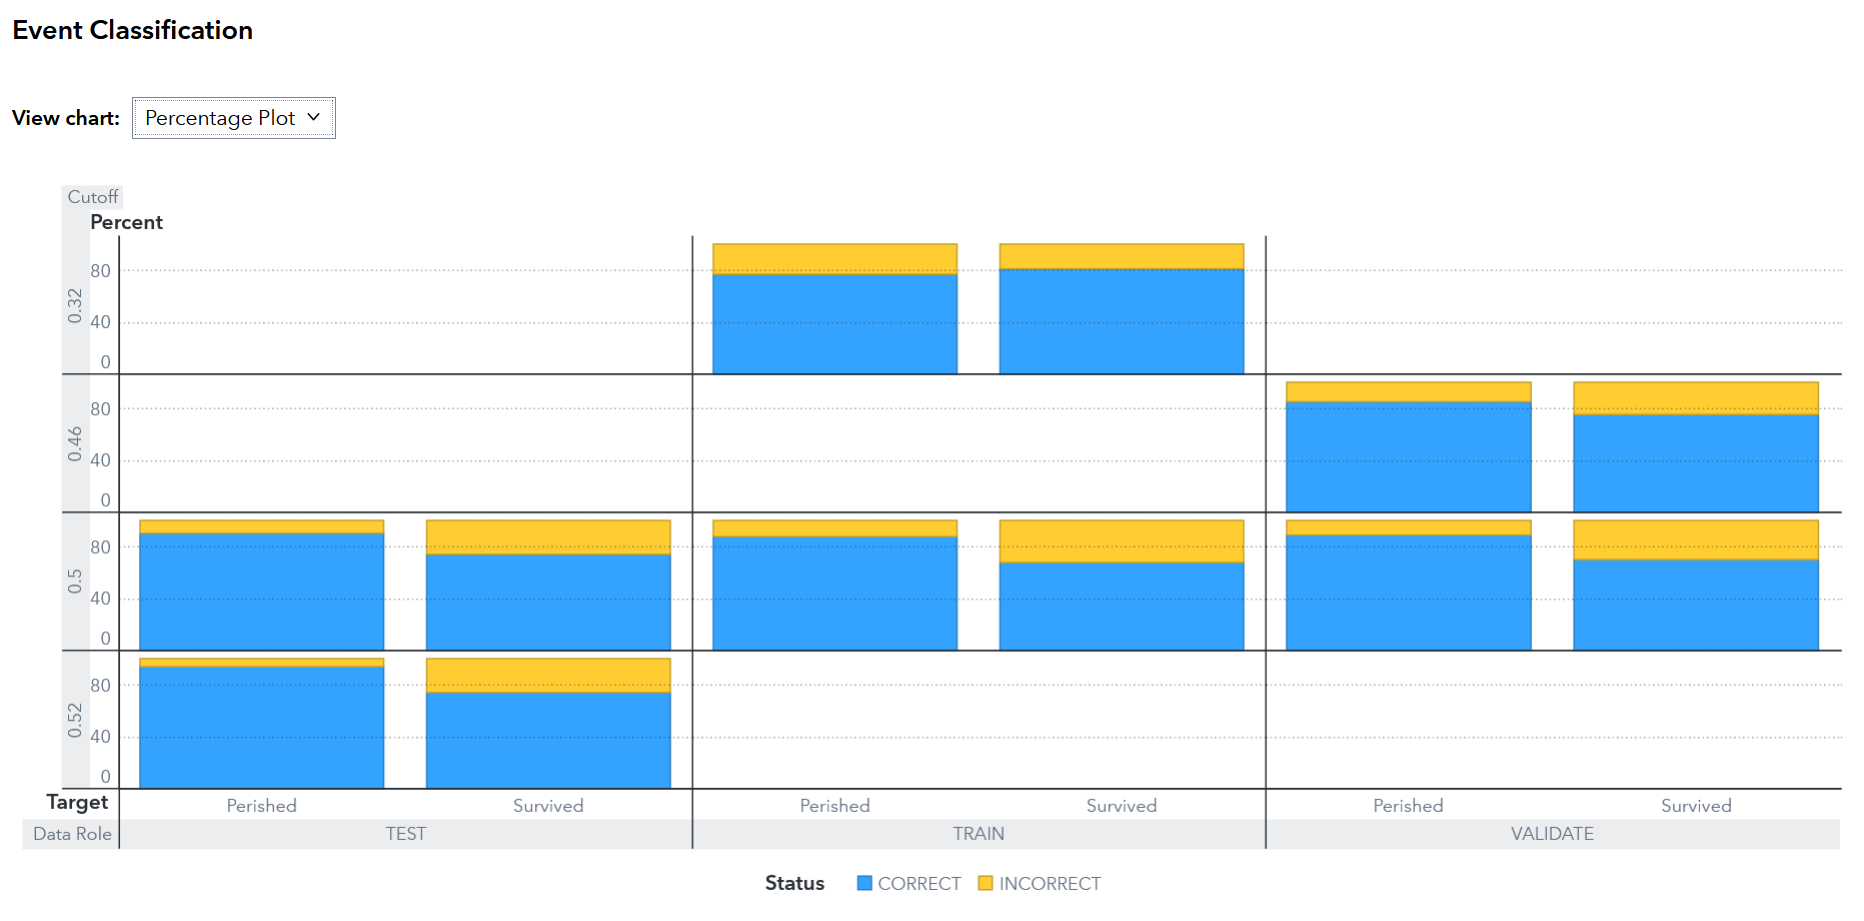 Event Classification
View chart: Percentage Plot
Cutoff
Percent
0.32
80
40
0
0.46
80
40
0
0.5
80
40
0
0.52
80
40
0
Target Perished Survived Perished Survived Perished Survived
Data Role TEST TRAIN VALIDATE
Status CORRECT INCORRECT